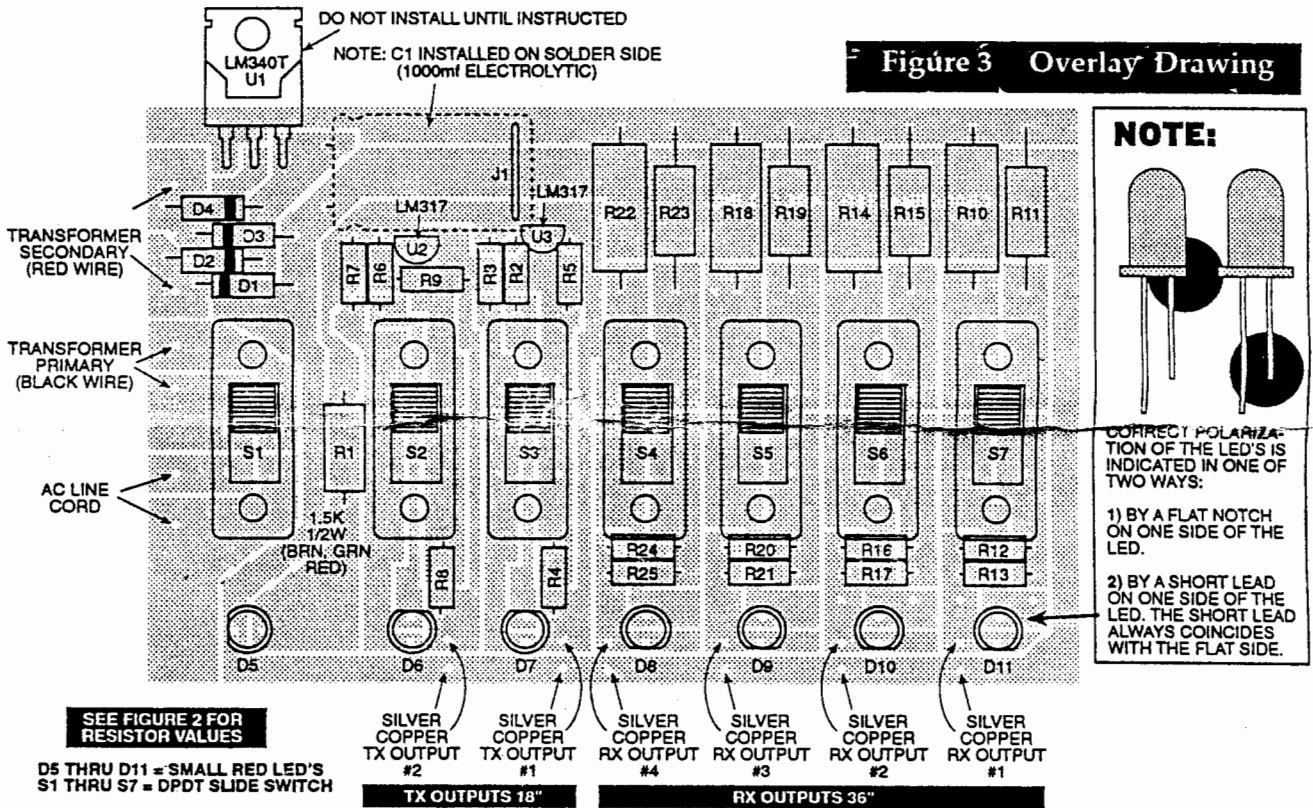 DO NOT INSTALL UNTIL INSTRUCTED
NOTE: C1 INSTALLED ON SOLDER SIDE
(1000mf ELECTROLYTIC)
Figure 3 Overlay Drawing
LM340T
U1
J1
LM317
LM317
D4
D3
D2
D1
TRANSFORMER
SECONDARY
(RED WIRE)
U2
U3
R7
R6
R9
R3
R2
R5
R22
R23
R18
R19
R14
R15
R10
R11
TRANSFORMER
PRIMARY
(BLACK WIRE)
AC LINE
CORD
S1
R1
S2
S3
S4
S5
S6
S7
1.5K
1/2W
(BRN, GRN
RED)
R8
R4
R24
R25
R20
R21
R16
R17
R12
R13
D5
D6
D7
D8
D9
D10
D11
SILVER
COPPER
TX OUTPUT
#2
SILVER
COPPER
TX OUTPUT
#1
SILVER
COPPER
RX OUTPUT
#4
SILVER
COPPER
RX OUTPUT
#3
SILVER
COPPER
RX OUTPUT
#2
SILVER
COPPER
RX OUTPUT
#1
TX OUTPUTS 18"
RX OUTPUTS 36"
SEE FIGURE 2 FOR
RESISTOR VALUES
D5 THRU D11 = SMALL RED LED'S
S1 THRU S7 = DPDT SLIDE SWITCH
NOTE:
CORRECT POLARIZA-
TION OF THE LED'S IS
INDICATED IN ONE OF
TWO WAYS:
1) BY A FLAT NOTCH
ON ONE SIDE OF THE
LED.
2) BY A SHORT LEAD
ON ONE SIDE OF THE
LED. THE SHORT LEAD
ALWAYS COINCIDES
WITH THE FLAT SIDE.